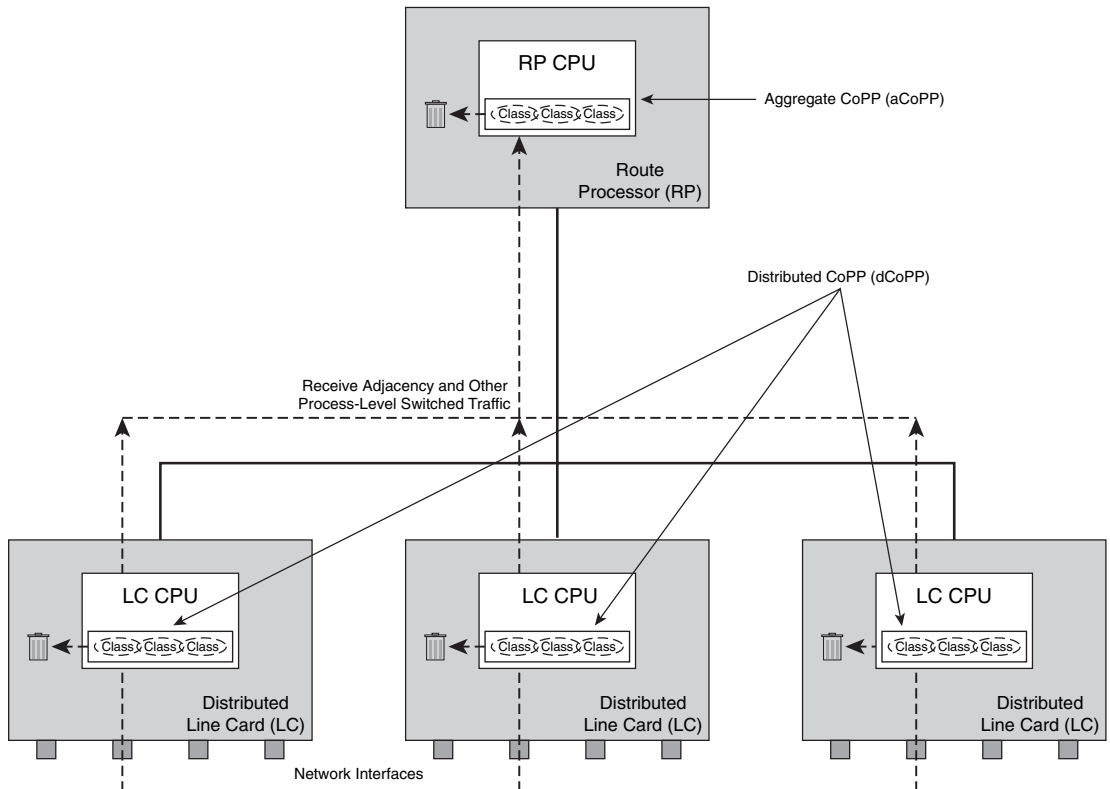 RP CPU
Class Class Class
Aggregate CoPP (aCoPP)
Route
Processor (RP)
Distributed CoPP (dCoPP)
Receive Adjacency and Other
Process-Level Switched Traffic
LC CPU
Class Class Class
Distributed
Line Card (LC)
LC CPU
Class Class Class
Distributed
Line Card (LC)
LC CPU
Class Class Class
Distributed
Line Card (LC)
Network Interfaces